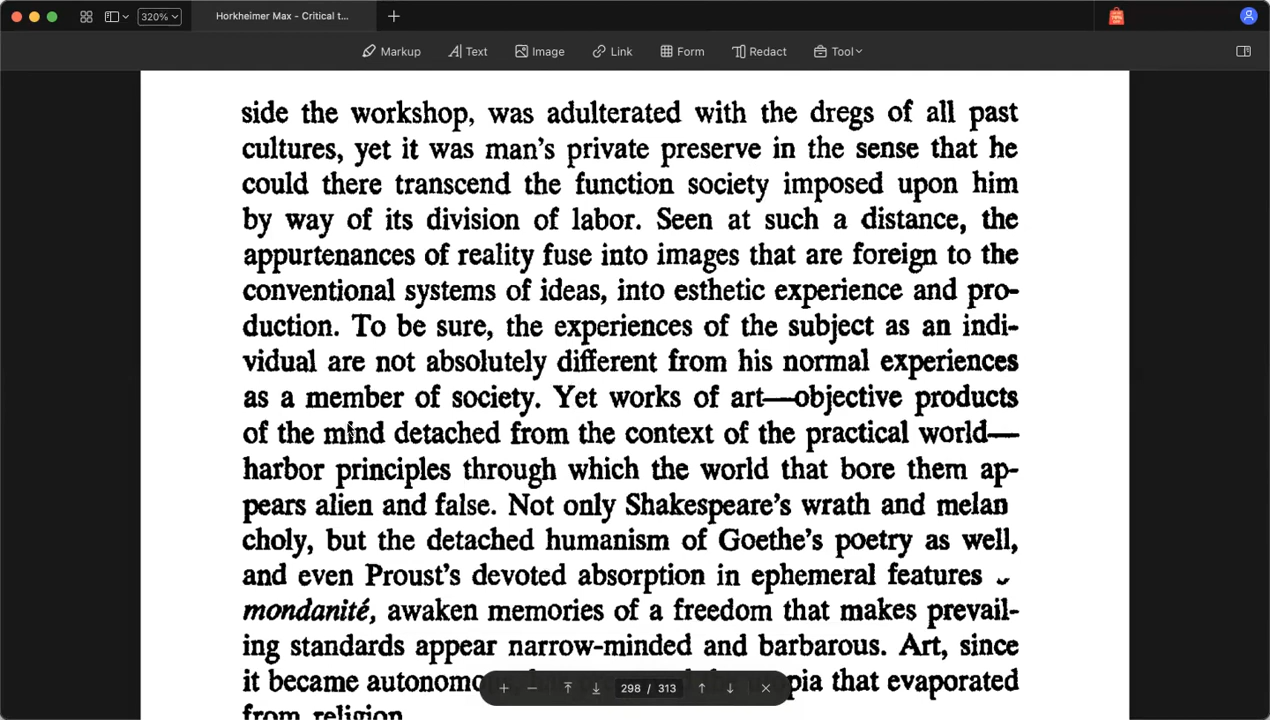 320%
Horkheimer Max - Critical t...
Markup Text Image Link Form Redact Tool
side the workshop, was adulterated with the dregs of all past
cultures, yet it was man's private preserve in the sense that he
could there transcend the function society imposed upon him
by way of its division of labor. Seen at such a distance, the
appurtenances of reality fuse into images that are foreign to the
conventional systems of ideas, into esthetic experience and pro-
duction. To be sure, the experiences of the subject as an indi-
vidual are not absolutely different from his normal experiences
as a member of society. Yet works of art—objective products
of the mind detached from the context of the practical world—
harbor principles through which the world that bore them ap-
pears alien and false. Not only Shakespeare's wrath and melan
choly, but the detached humanism of Goethe's poetry as well,
and even Proust's devoted absorption in ephemeral features
mondanité, awaken memories of a freedom that makes prevail-
ing standards appear narrow-minded and barbarous. Art, since
it became that evaporated
from religion.
298 / 313